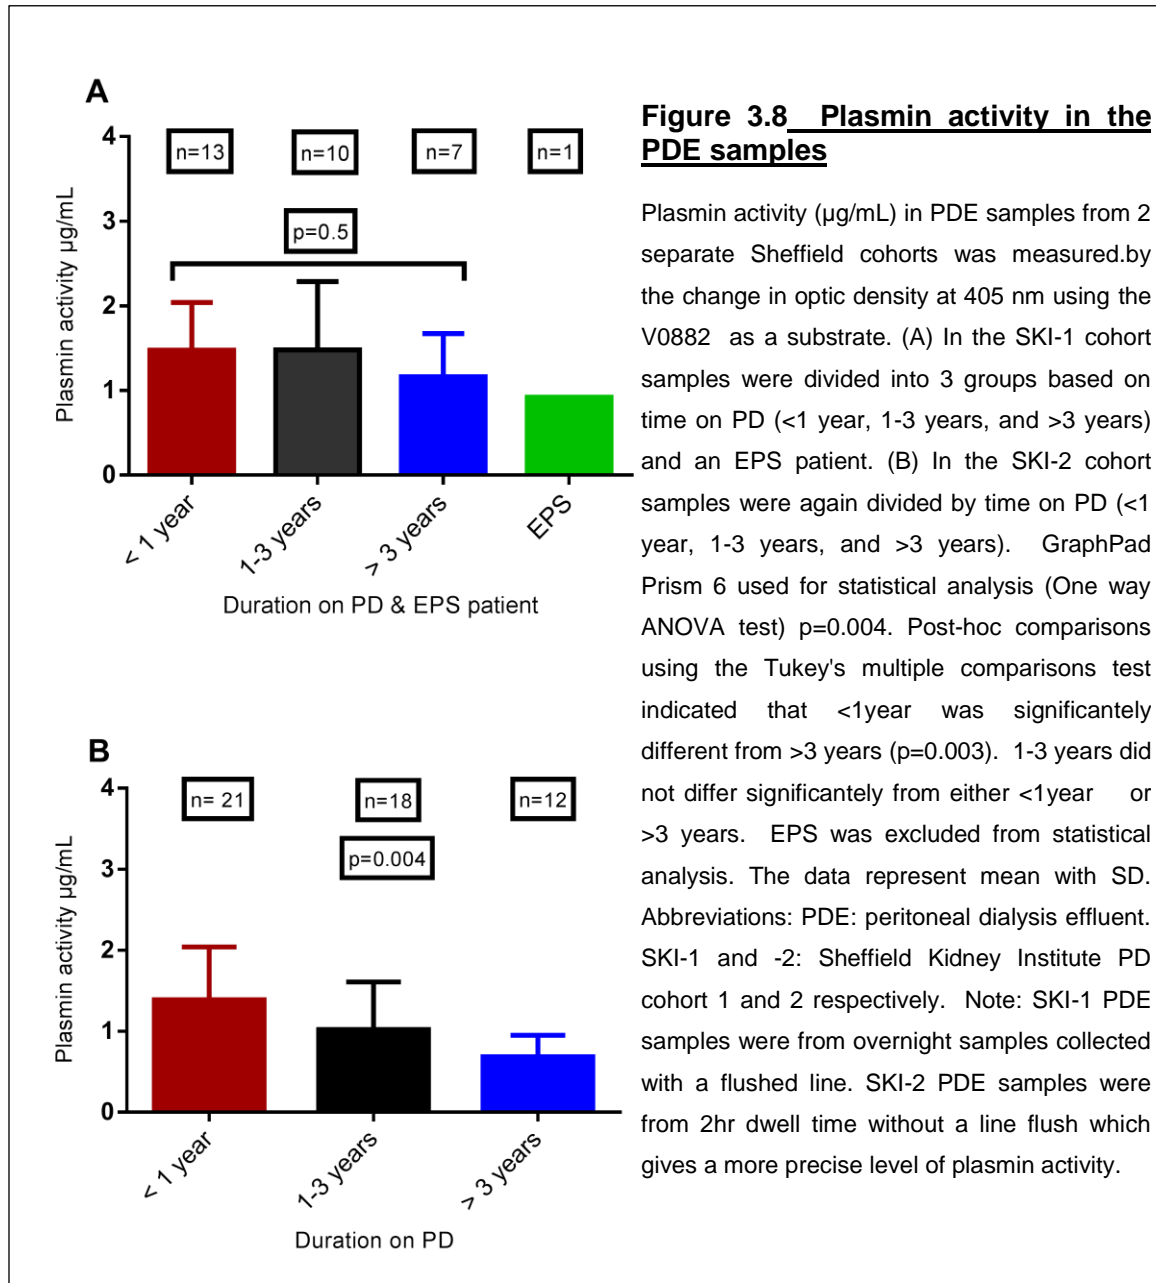 A
4
3
2
1
0
Plasmin activity µg/mL
n=13
n=10
n=7
n=1
p=0.5
< 1 year
1-3 years
> 3 years
EPS
Duration on PD & EPS patient
B
4
3
2
1
0
Plasmin activity µg/mL
n= 21
n=18
n=12
p=0.004
< 1 year
1-3 years
> 3 years
Duration on PD
Figure 3.8 Plasmin activity in the
PDE samples
Plasmin activity (µg/mL) in PDE samples from 2
separate Sheffield cohorts was measured.by
the change in optic density at 405 nm using the
V0882 as a substrate. (A) In the SKI-1 cohort
samples were divided into 3 groups based on
time on PD (<1 year, 1-3 years, and >3 years)
and an EPS patient. (B) In the SKI-2 cohort
samples were again divided by time on PD (<1
year, 1-3 years, and >3 years). GraphPad
Prism 6 used for statistical analysis (One way
ANOVA test) p=0.004. Post-hoc comparisons
using the Tukey's multiple comparisons test
indicated that <1year was significantely
different from >3 years (p=0.003). 1-3 years did
not differ significantely from either <1year or
>3 years. EPS was excluded from statistical
analysis. The data represent mean with SD.
Abbreviations: PDE: peritoneal dialysis effluent.
SKI-1 and -2: Sheffield Kidney Institute PD
cohort 1 and 2 respectively. Note: SKI-1 PDE
samples were from overnight samples collected
with a flushed line. SKI-2 PDE samples were
from 2hr dwell time without a line flush which
gives a more precise level of plasmin activity.